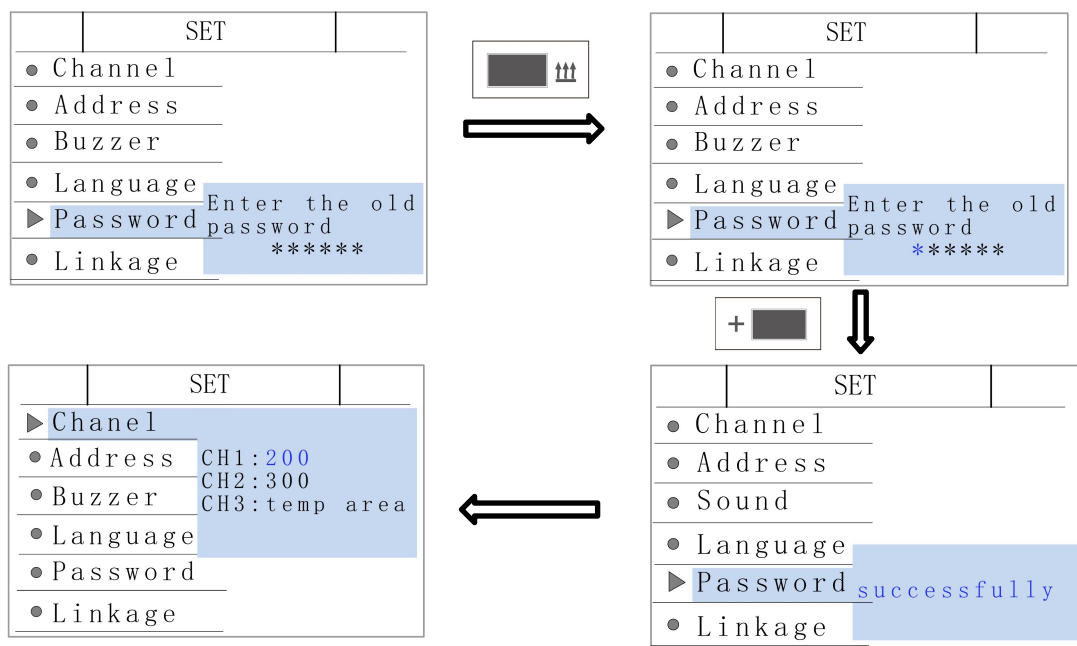 SET
Channel
Address
Buzzer
Language
Password
Linkage
Enter the old
password
******
SET
Channel
Address
Buzzer
Language
Password
Linkage
Enter the old
password
******
+
SET
Chanel
Address
Buzzer
Language
Password
Linkage
CH1:200
CH2:300
CH3:temp area
SET
Channel
Address
Sound
Language
Password
Linkage
successfully